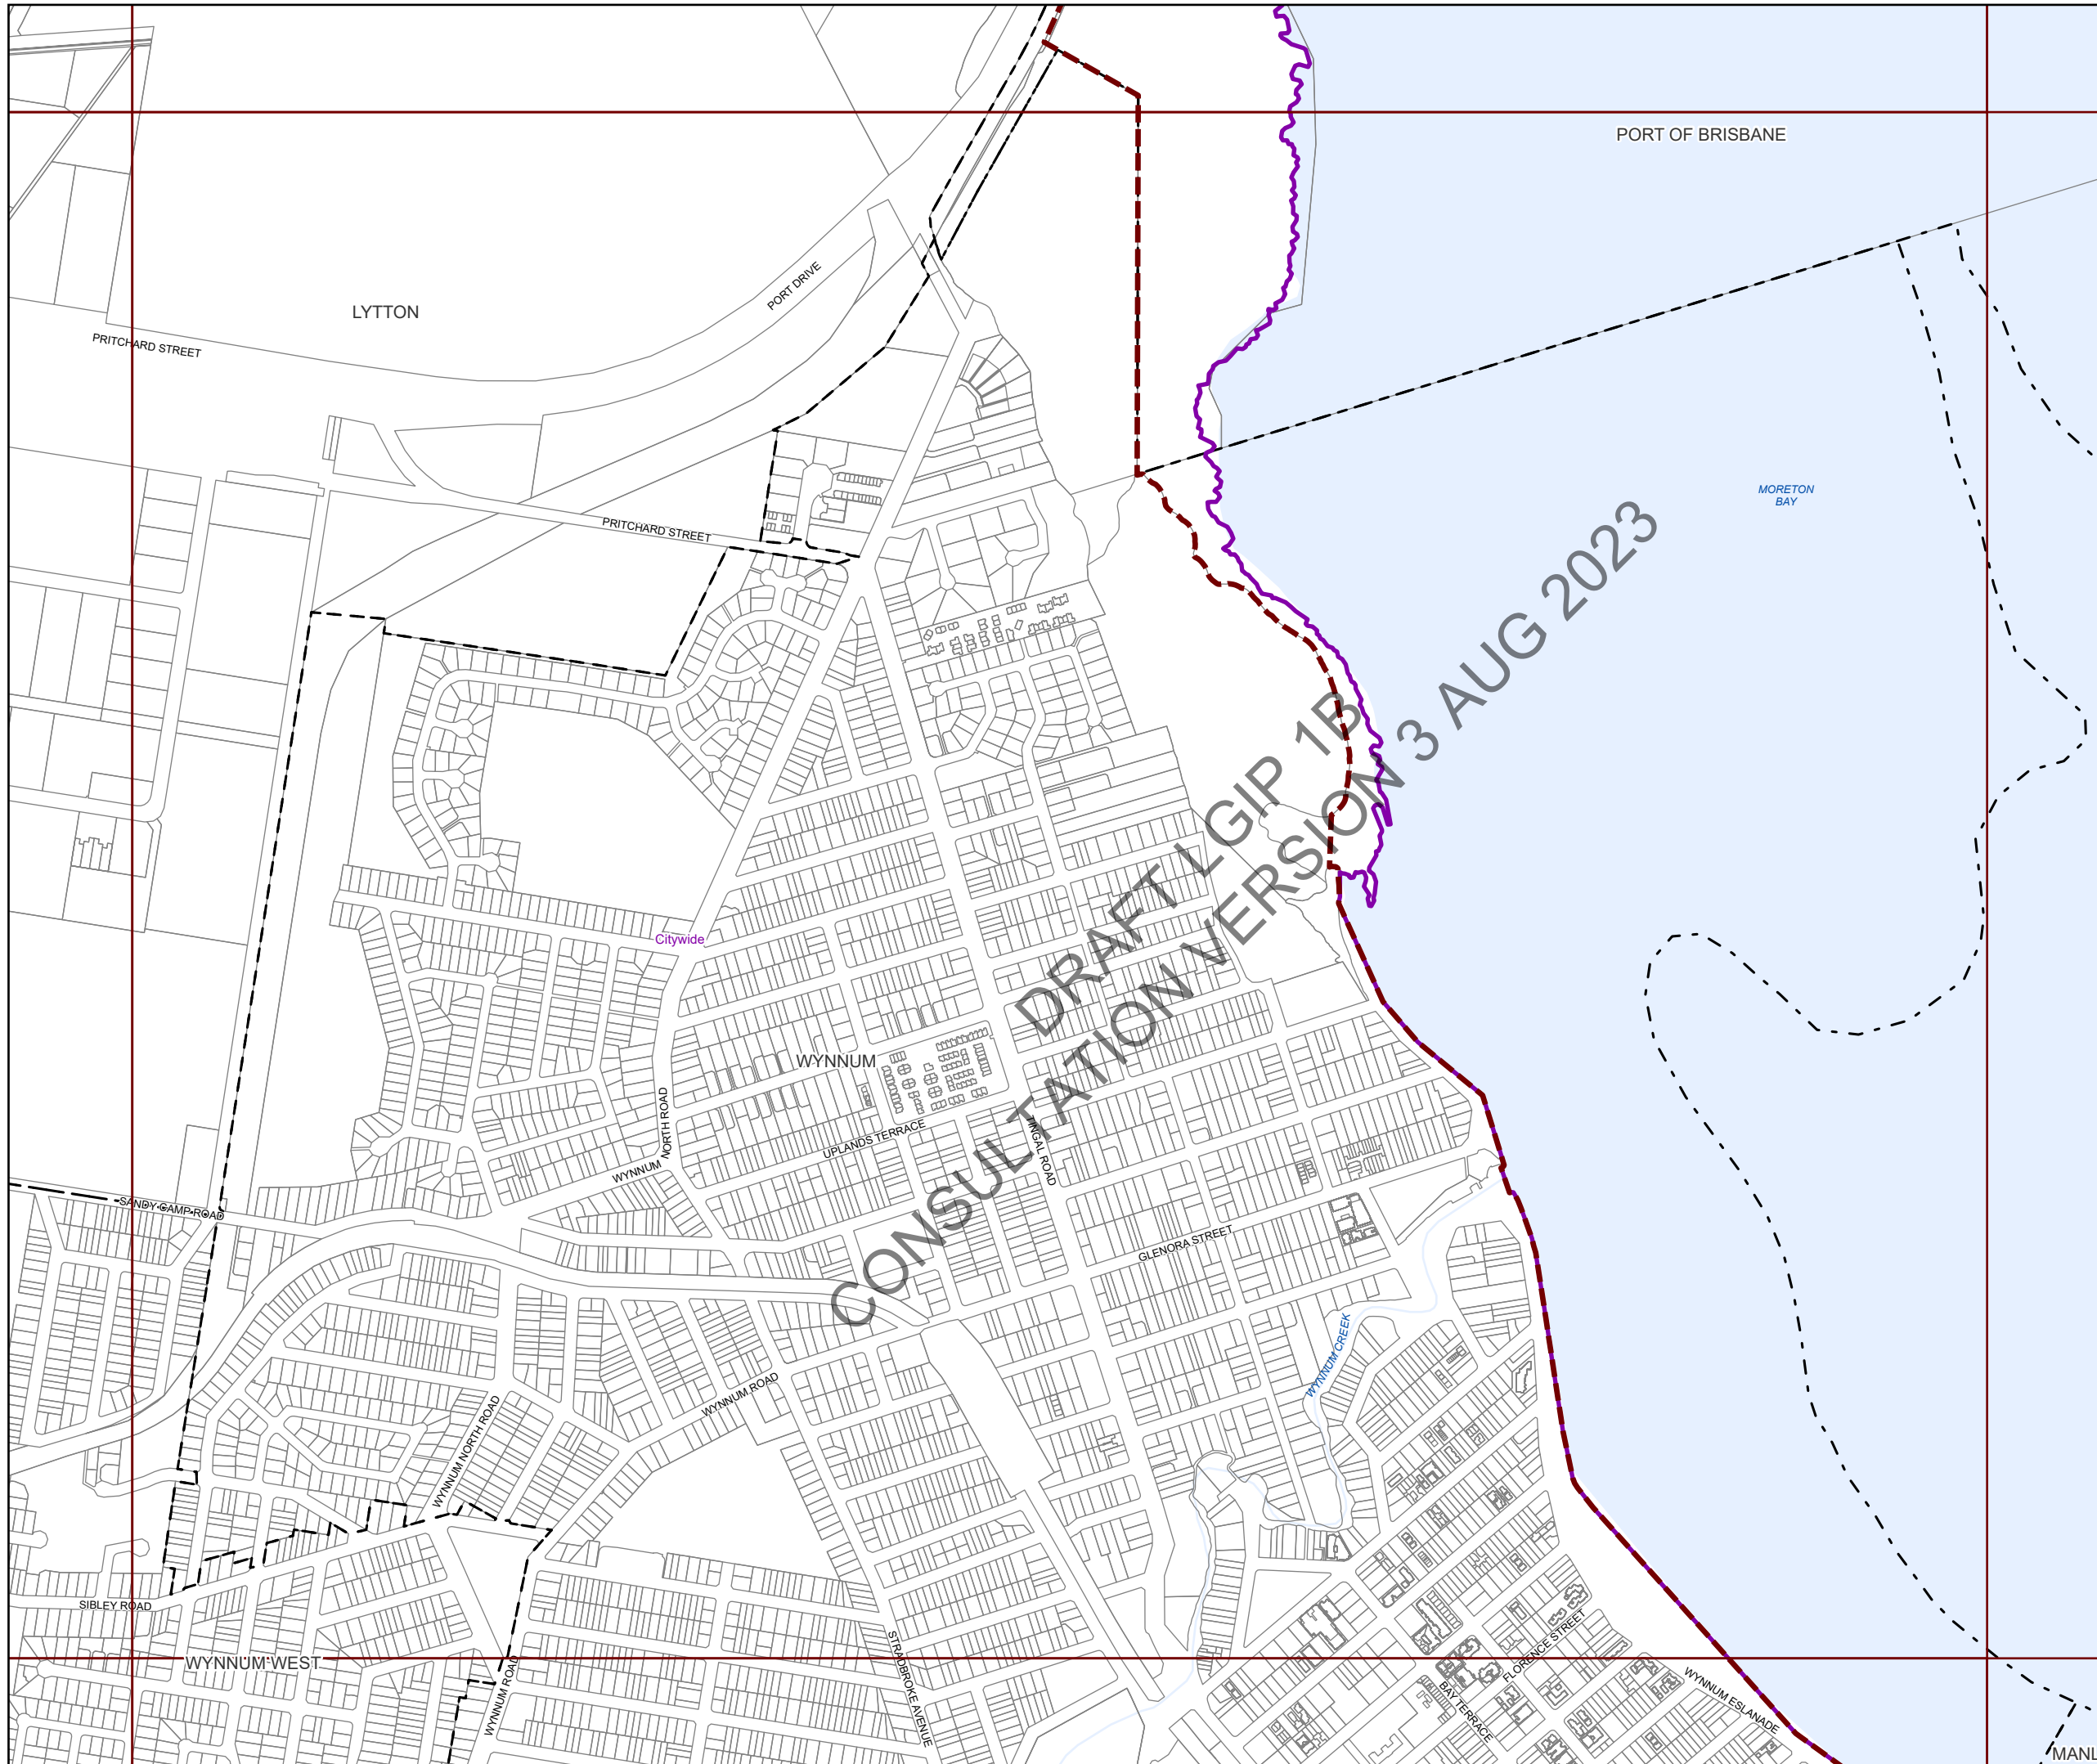 PORT OF BRISBANE
PORT DRIVE
LYTTON
PRITCHARD STREET
MORETON
BAY
PRITCHARD STREET
DRAFT LGIP 1B
CONSULTATION VERSION 3 AUG 2023
Citywide
WYNNUM
NORTH ROAD
UPLANDS TERRACE
TINGAL ROAD
WYNNUM
SANDY CAMP ROAD
GLENORA STREET
WYNNUM CREEK
WYNNUM ROAD
WYNNUM NORTH ROAD
SIBLEY ROAD
FLORENCE STREET
WYNNUM WEST
STRADBROKE AVENUE
WYNNUM ROAD
BAY TERRACE
WYNNUM ESLANADE